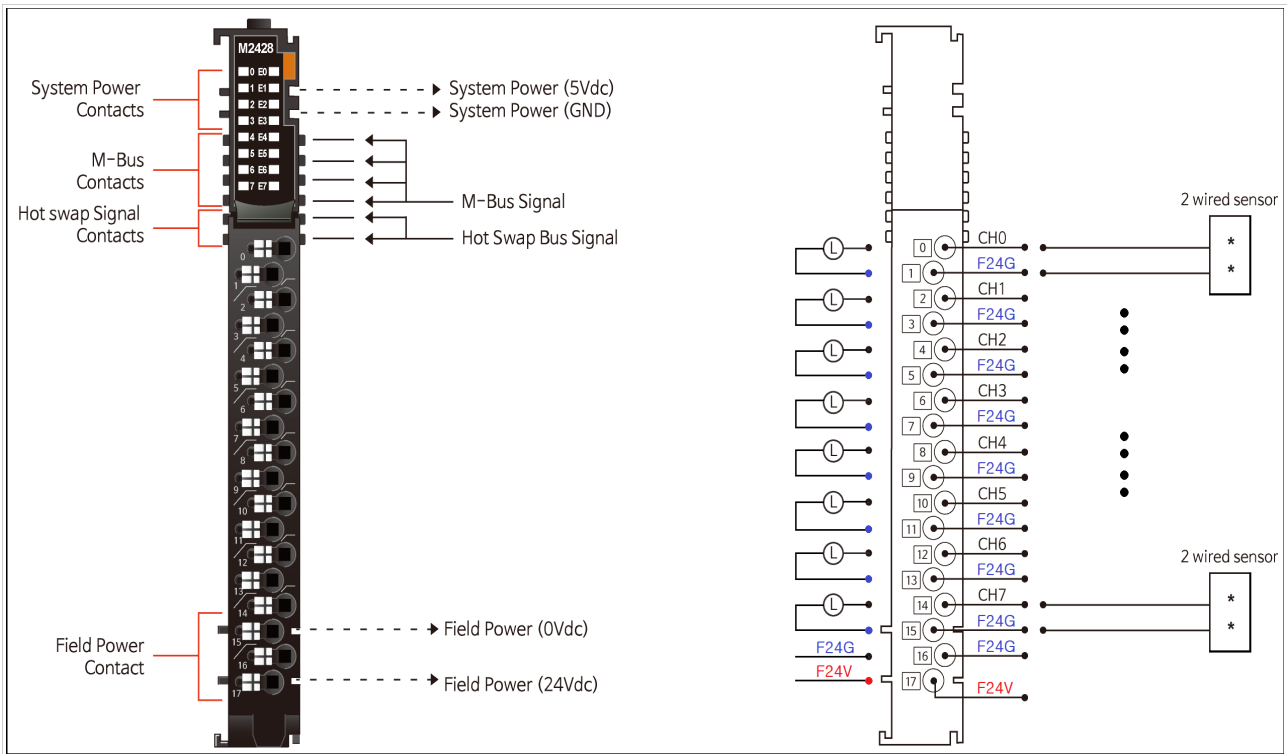 M2428
0 E0
1 E1
2 E2
3 E3
4 E4
5 E5
6 E6
7 E7
System Power
Contacts
M-Bus
Contacts
Hot swap Signal
Contacts
System Power (5Vdc)
System Power (GND)
M-Bus Signal
Hot Swap Bus Signal
0
1
2
3
4
5
6
7
8
9
10
11
12
13
14
15
16
17
Field Power
Contact
Field Power (0Vdc)
Field Power (24Vdc)
L
L
L
L
L
L
L
L
F24G
F24V
0 CH0
1 F24G
2 CH1
3 F24G
4 CH2
5 F24G
6 CH3
7 F24G
8 CH4
9 F24G
10 CH5
11 F24G
12 CH6
13 F24G
14 CH7
15 F24G
16 F24G
17 F24V
2 wired sensor
*
*
2 wired sensor
*
*